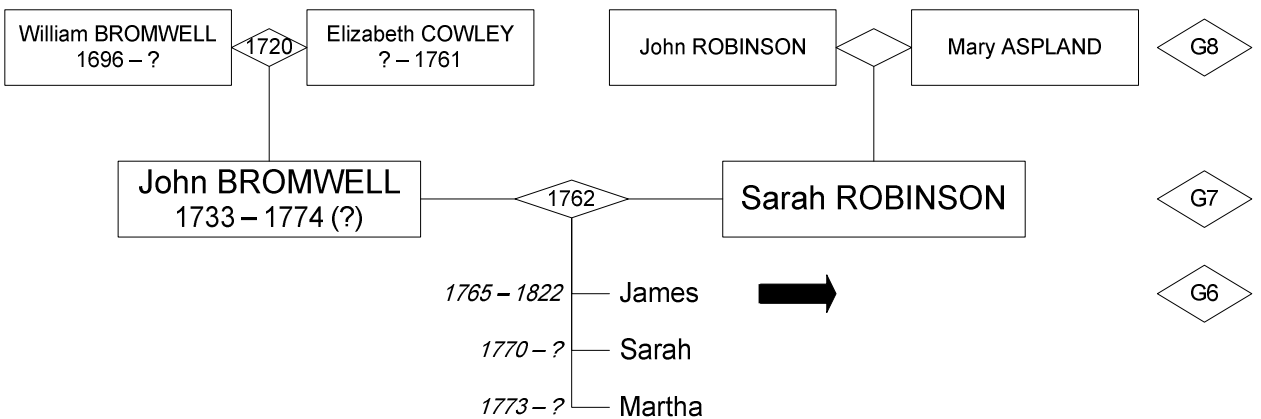 William BROMWELL
1696 – ?
1720
Elizabeth COWLEY
? – 1761
John ROBINSON
Mary ASPLAND
G8
John BROMWELL
1733 – 1774 (?)
1762
Sarah ROBINSON
G7
1765 – 1822 James
G6
1770 – ? Sarah
1773 – ? Martha